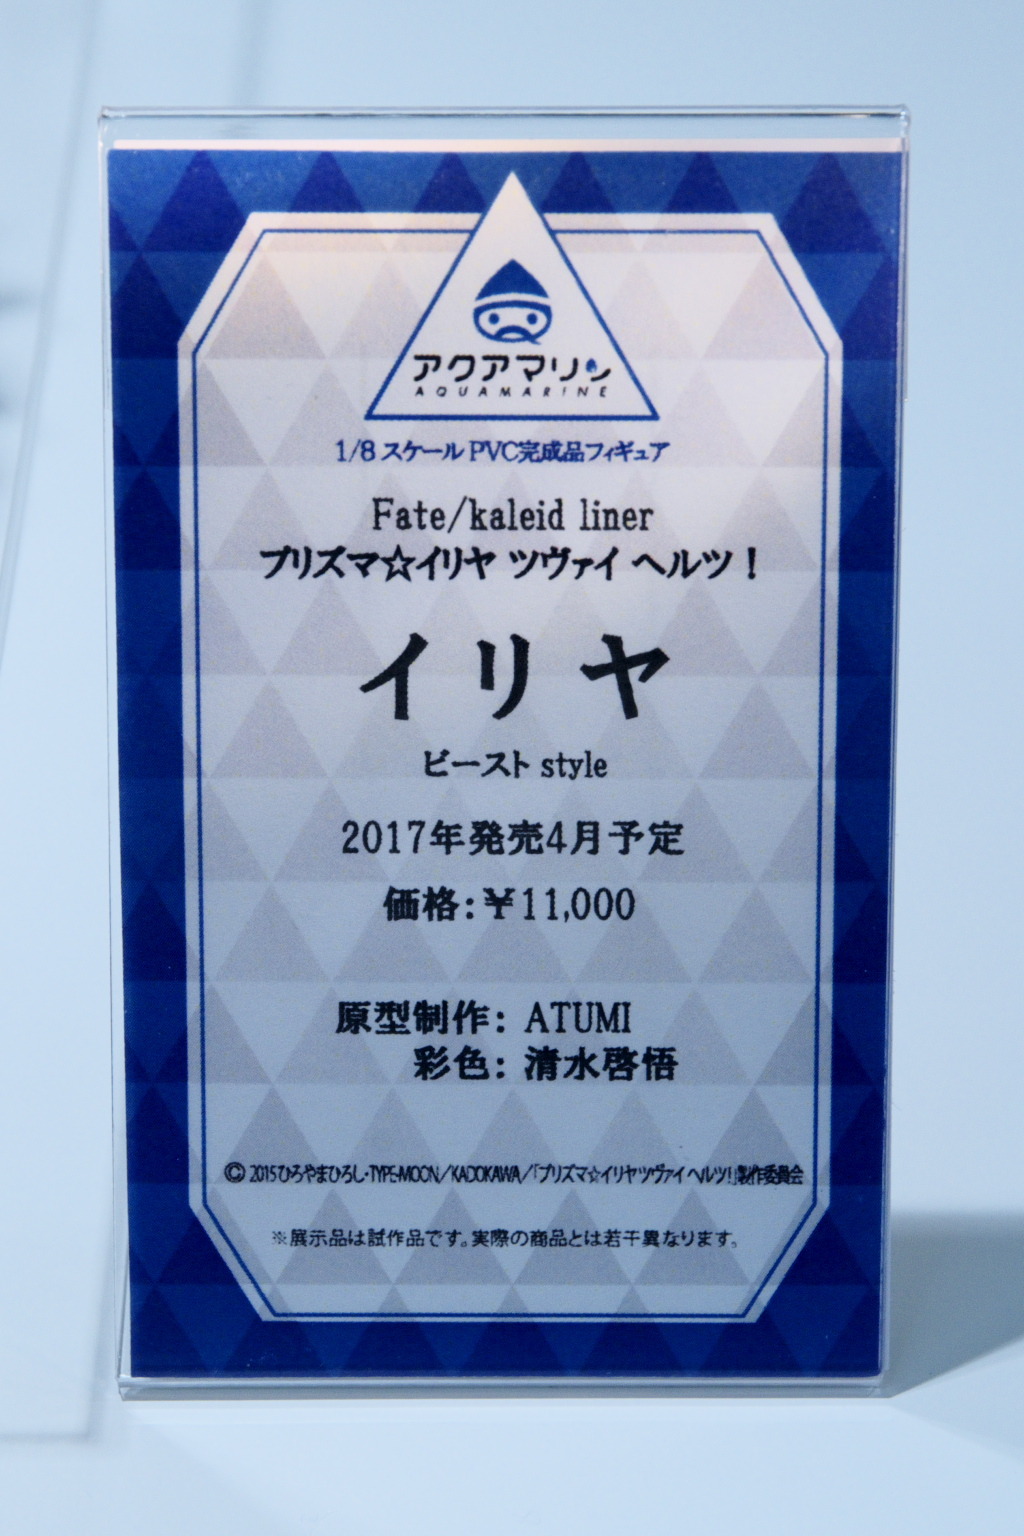 アクアマリン
AQUAMARINE
1/8 スケール PVC完成品フィギュア
Fate/kaleid liner
プリズマ☆イリヤ ツヴァイ ヘルツ！
イリヤ
ビースト style
2017年発売4月予定
価格:￥11,000
原型制作: ATUMI
彩色: 清水啓悟
© 2015 ひろやまひろし・TYPE-MOON／KADOKAWA／「プリズマ☆イリヤ ツヴァイ ヘルツ！」製作委員会
※展示品は試作品です。実際の商品とは若干異なります。